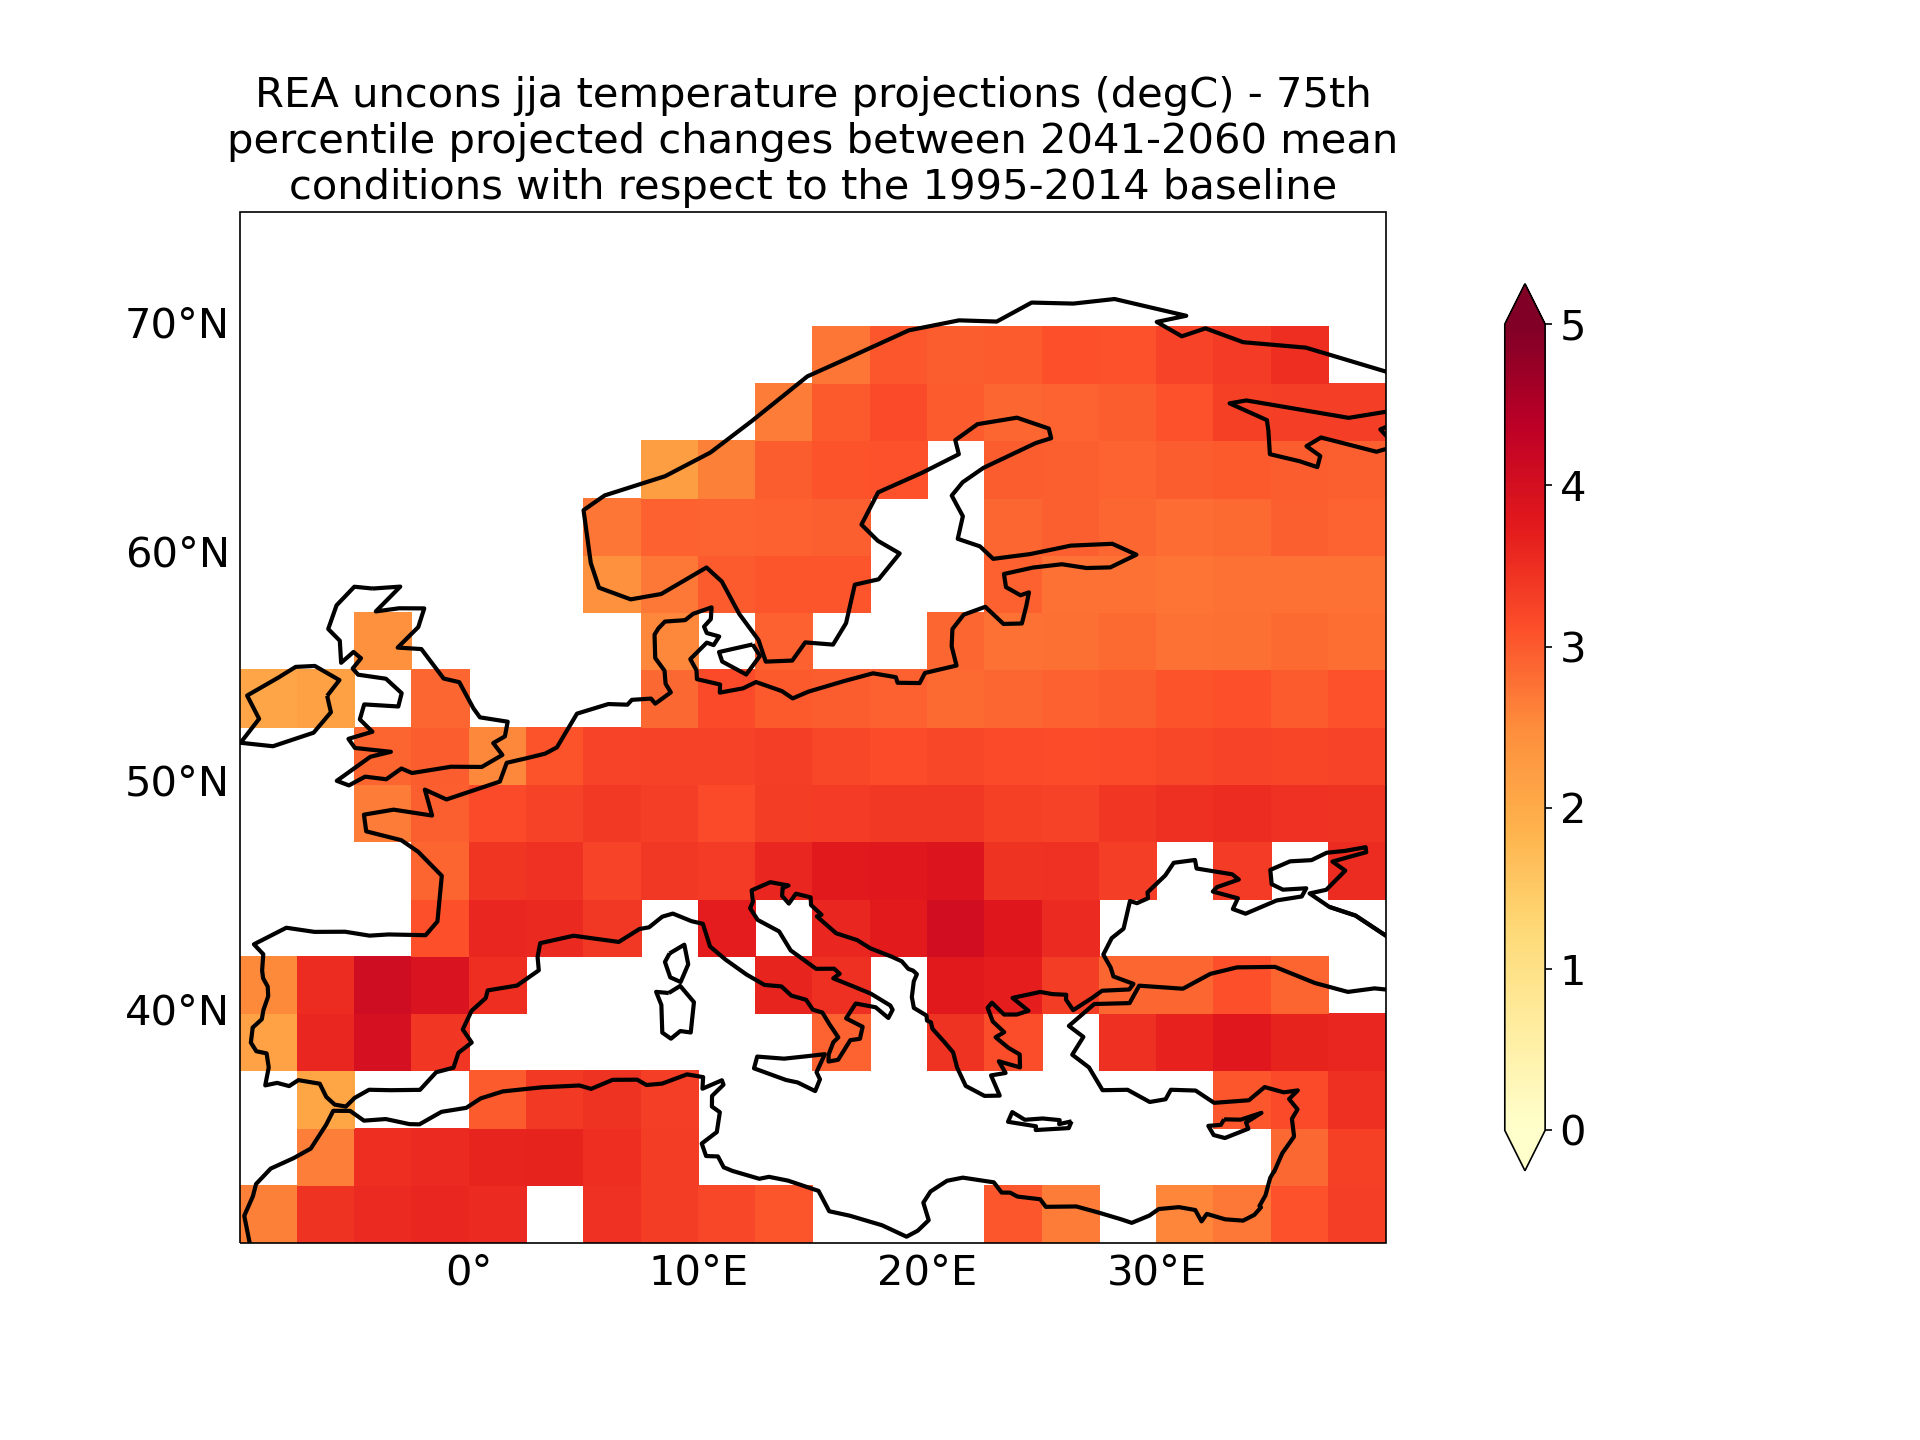 REA uncons jja temperature projections (degC) - 75th
percentile projected changes between 2041-2060 mean
conditions with respect to the 1995-2014 baseline
70°N
60°N
50°N
40°N
0°
10°E
20°E
30°E
5
4
3
2
1
0